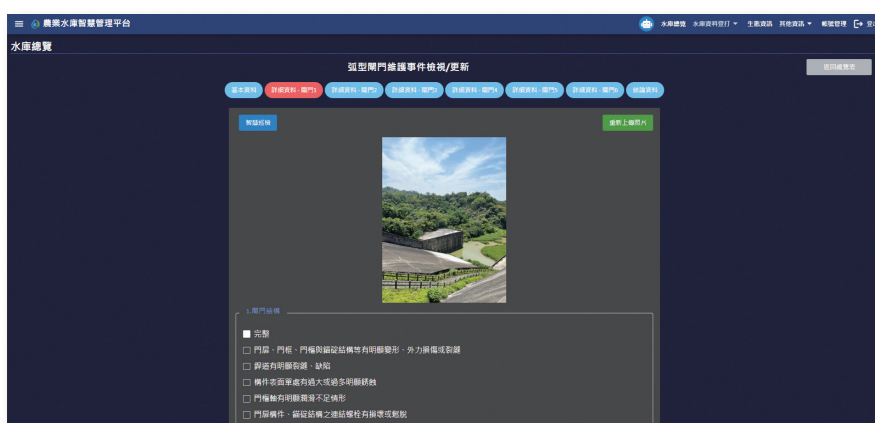 農業水庫智慧管理平台
水庫總覽 水庫資料登打 生態資訊 其他資訊 帳號管理
水庫總覽
弧型閘門維護事件檢視/更新
返回總覽表
基本資料 詳細資料-閘門1 詳細資料-閘門2 詳細資料-閘門3 詳細資料-閘門4 詳細資料-閘門5 詳細資料-閘門6 結論資料
智慧巡檢 重新上傳照片
1.閘門結構
完整
門扉、門框、門樞與錨碇結構等有明顯變形、外力損傷或裂縫
銲道有明顯裂縫、缺陷
構件表面單處有過大或過多明顯銹蝕
門樞軸有明顯潤滑不足情形
門扉構件、錨碇結構之連結螺栓有損壞或鬆脫